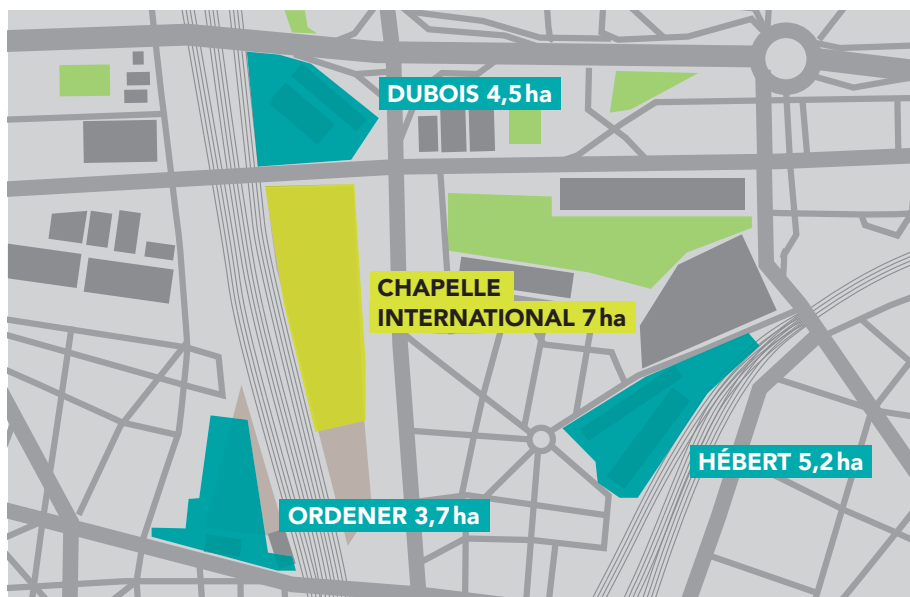 DUBOIS 4,5 ha
CHAPELLE
INTERNATIONAL 7 ha
HÉBERT 5,2 ha
ORDENER 3,7 ha